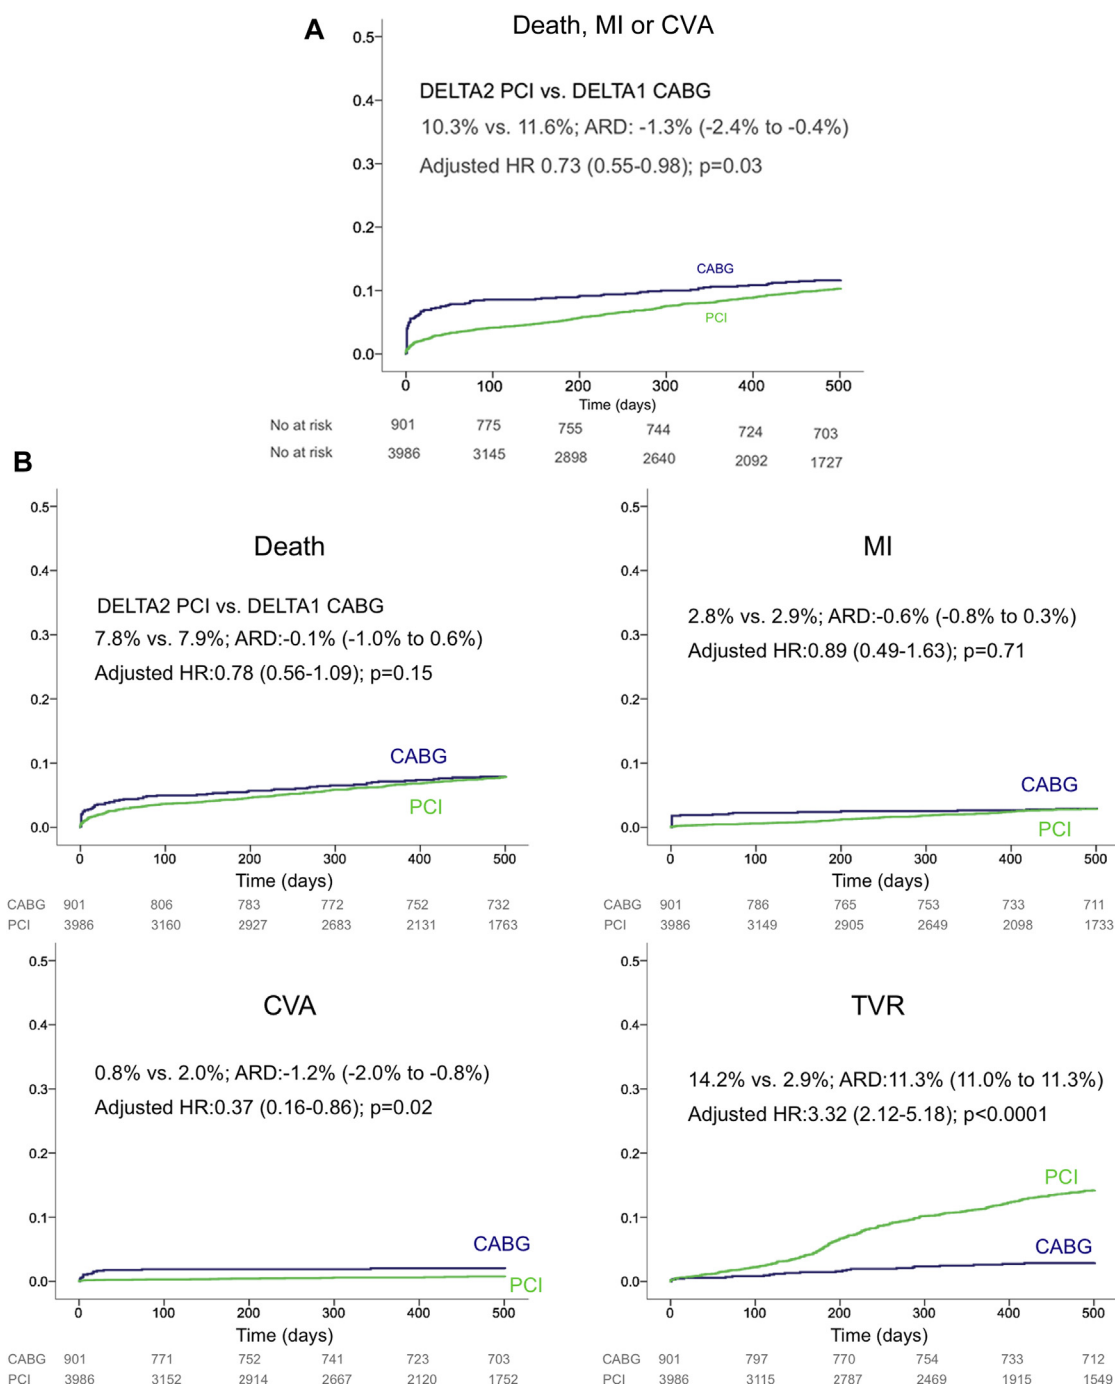 A
Death, MI or CVA
0.5
DELTA2 PCI vs. DELTA1 CABG
0.4
10.3% vs. 11.6%; ARD: -1.3% (-2.4% to -0.4%)
0.3
Adjusted HR 0.73 (0.55-0.98); p=0.03
0.2
CABG
0.1
PCI
0.0
0 100 200 300 400 500
Time (days)
No at risk 901 775 755 744 724 703
No at risk 3986 3145 2898 2640 2092 1727
B
0.5
Death
0.4
DELTA2 PCI vs. DELTA1 CABG
0.3
7.8% vs. 7.9%; ARD:-0.1% (-1.0% to 0.6%)
Adjusted HR:0.78 (0.56-1.09); p=0.15
0.2
CABG
0.1
PCI
0.0
0 100 200 300 400 500
Time (days)
CABG 901 806 783 772 752 732
PCI 3986 3160 2927 2683 2131 1763
0.5
MI
0.4
2.8% vs. 2.9%; ARD:-0.6% (-0.8% to 0.3%)
0.3
Adjusted HR:0.89 (0.49-1.63); p=0.71
0.2
0.1
CABG
0.0
PCI
0 100 200 300 400 500
Time (days)
CABG 901 786 765 753 733 711
PCI 3986 3149 2905 2649 2098 1733
0.5
CVA
0.4
0.8% vs. 2.0%; ARD:-1.2% (-2.0% to -0.8%)
0.3
Adjusted HR:0.37 (0.16-0.86); p=0.02
0.2
0.1
CABG
0.0
PCI
0 100 200 300 400 500
Time (days)
CABG 901 771 752 741 723 703
PCI 3986 3152 2914 2667 2120 1752
0.5
TVR
0.4
14.2% vs. 2.9%; ARD:11.3% (11.0% to 11.3%)
0.3
Adjusted HR:3.32 (2.12-5.18); p<0.0001
0.2
PCI
0.1
CABG
0.0
0 100 200 300 400 500
Time (days)
CABG 901 797 770 754 733 712
PCI 3986 3115 2787 2469 1915 1549